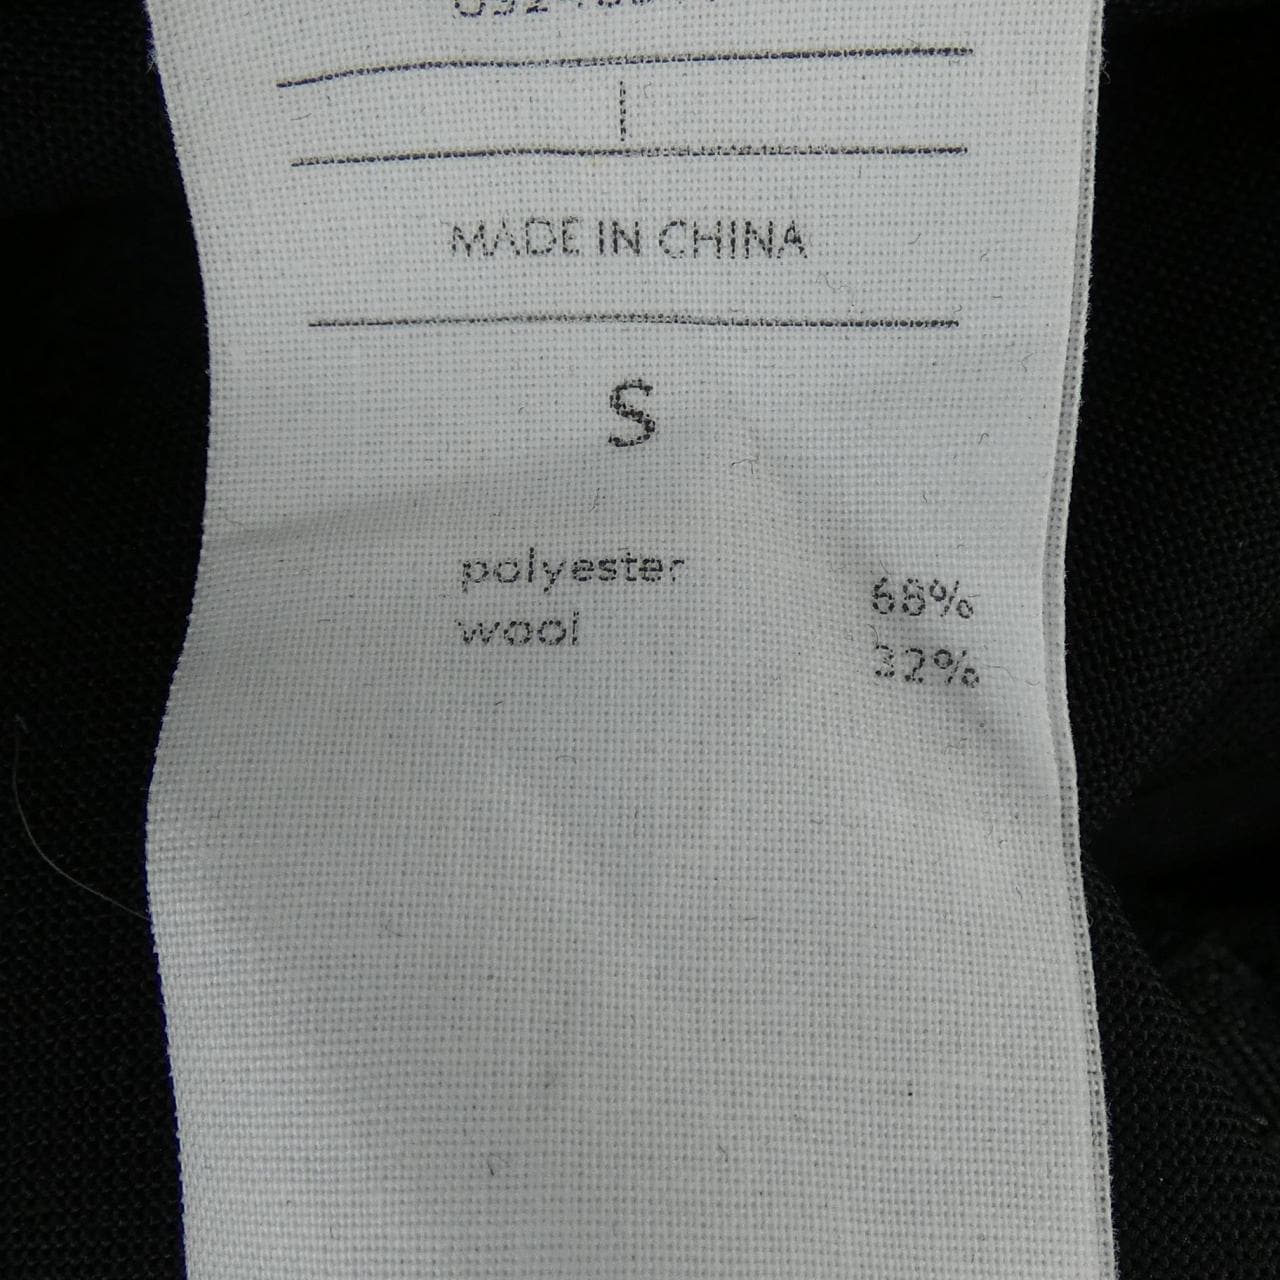 MADE IN CHINA
S
polyester 68%
wool 32%